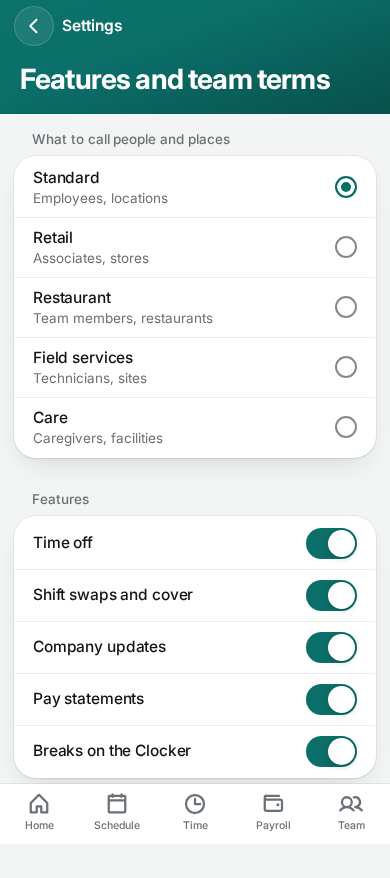 Settings
Features and team terms
What to call people and places
Standard
Employees, locations
Retail
Associates, stores
Restaurant
Team members, restaurants
Field services
Technicians, sites
Care
Caregivers, facilities
Features
Time off
Shift swaps and cover
Company updates
Pay statements
Breaks on the Clocker
Home Schedule Time Payroll Team